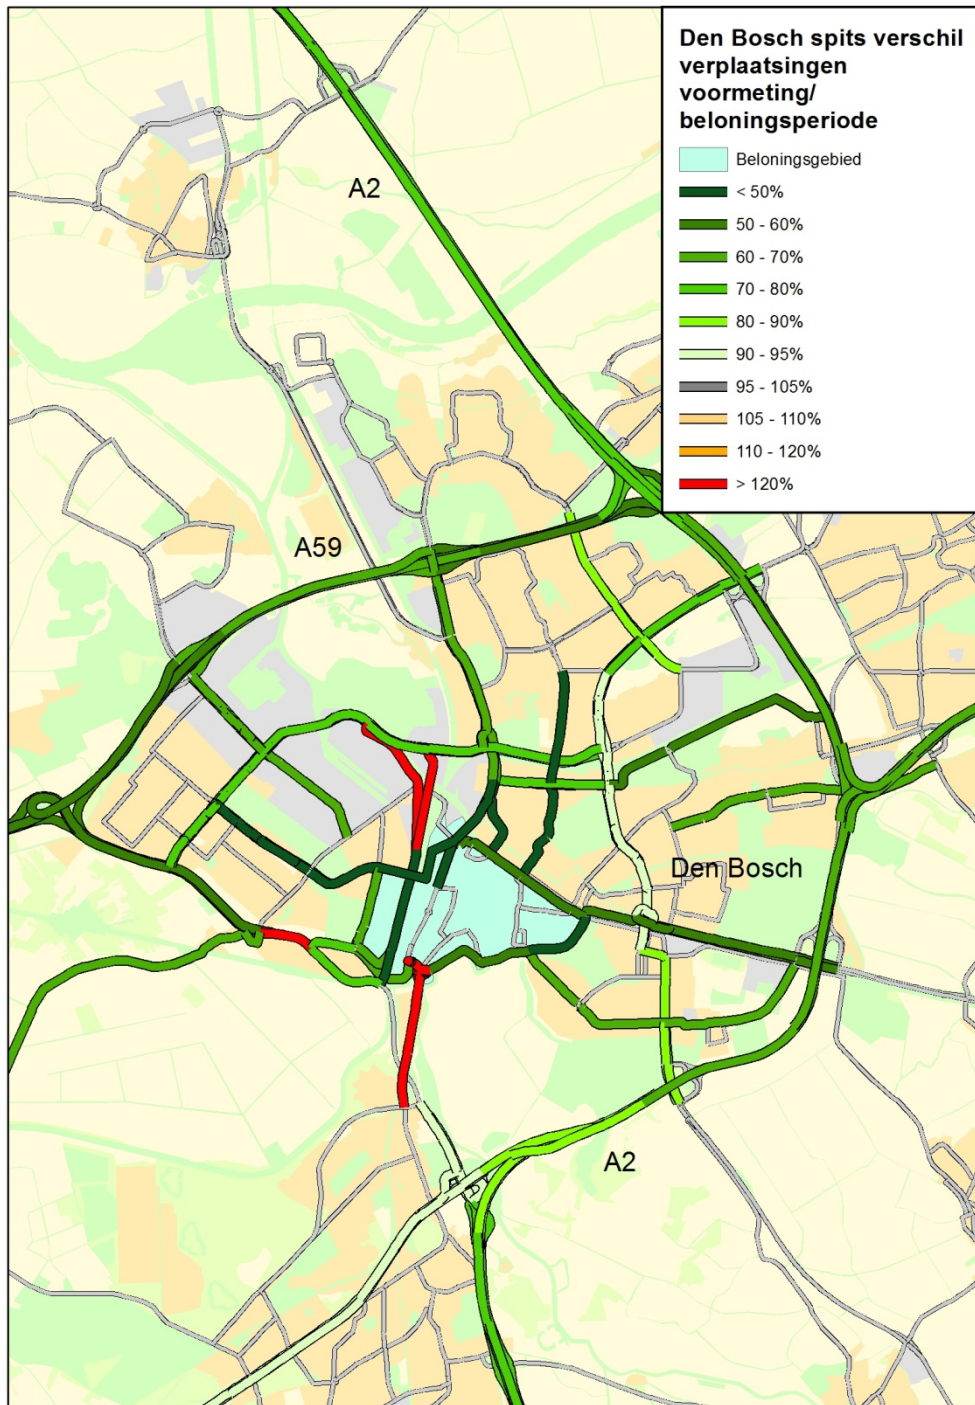 Den Bosch spits verschil
verplaatsingen
voormeting/
beloningsperiode
Beloningsgebied
< 50%
50 - 60%
60 - 70%
70 - 80%
80 - 90%
90 - 95%
95 - 105%
105 - 110%
110 - 120%
> 120%
A2
A59
Den Bosch
A2